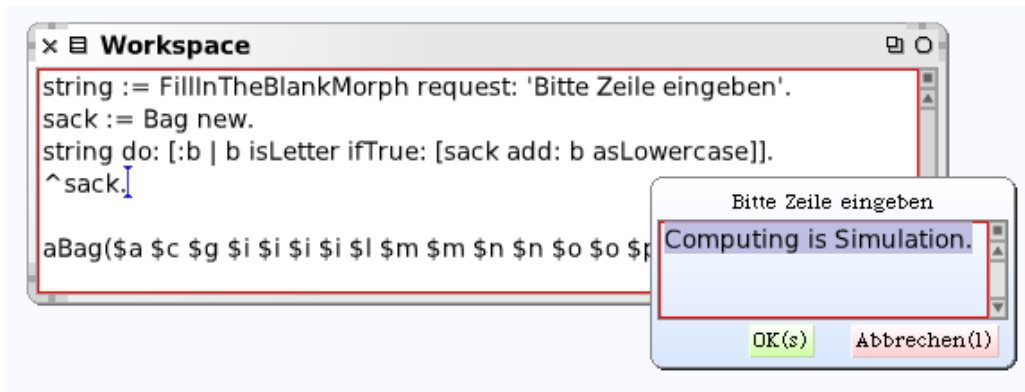 Workspace
string := FillInTheBlankMorph request: 'Bitte Zeile eingeben'.
sack := Bag new.
string do: [:b | b isLetter ifTrue: [sack add: b asLowercase]].
^sack.
aBag($a $c $g $i $i $i $i $l $m $m $n $n $o $o
Bitte Zeile eingeben
Computing is Simulation.
OK(s) Abbrechen(l)